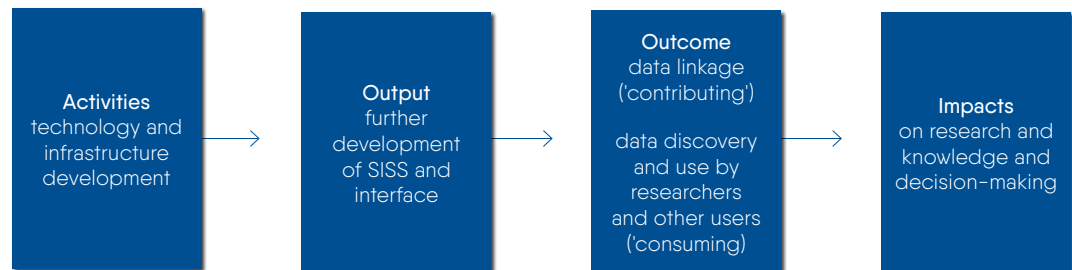 Activities
technology and
infrastructure
development
Output
further
development
of SISS and
interface
Outcome
data linkage
('contributing')
data discovery
and use by
researchers
and other users
('consuming)
Impacts
on research and
knowledge and
decision-making